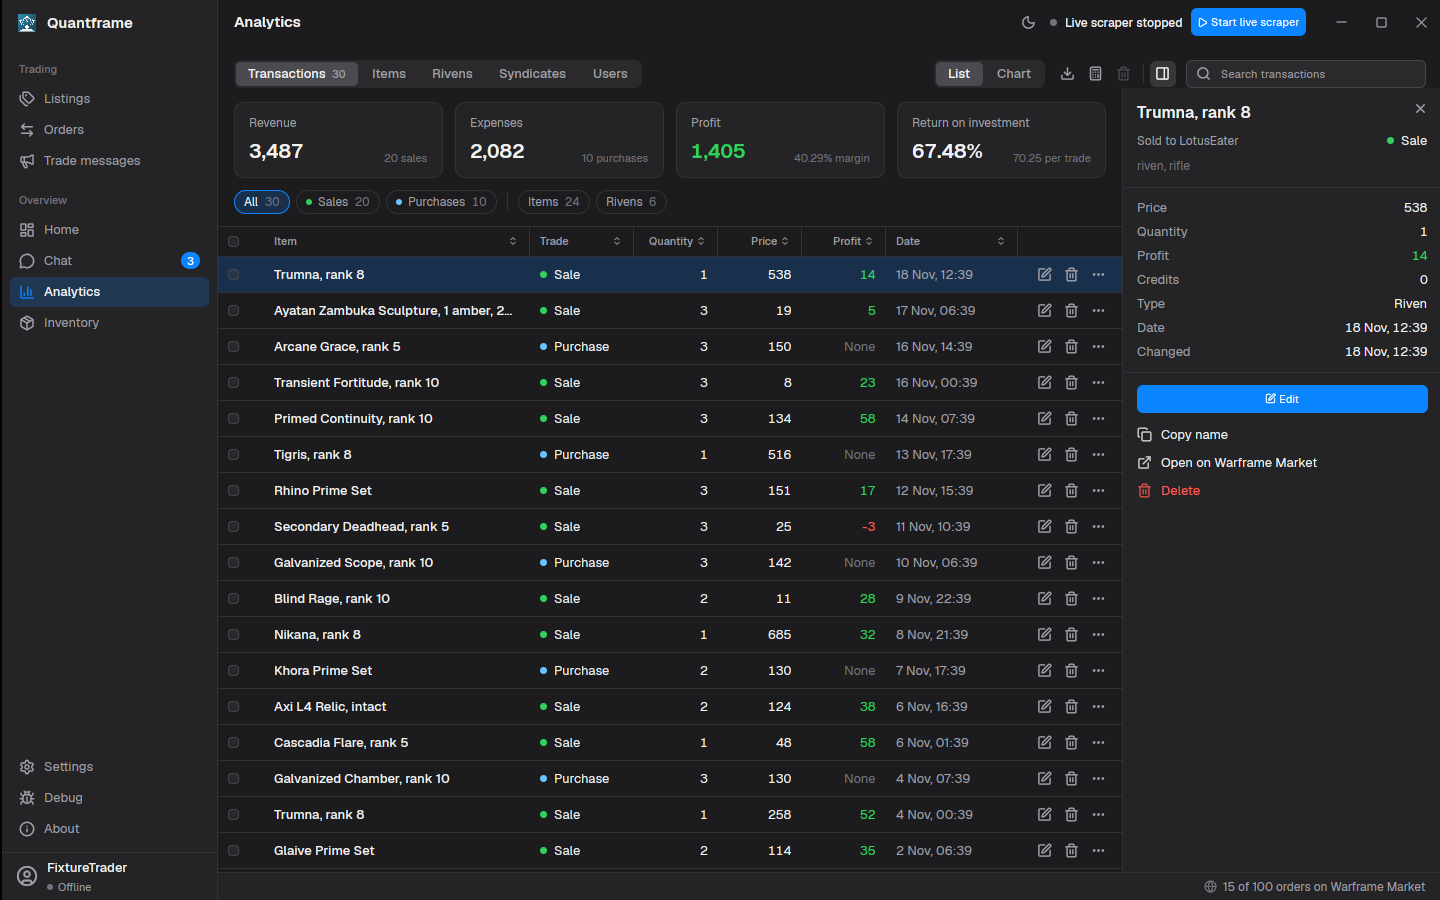 Quantframe
Trading
Listings
Orders
Trade messages
Overview
Home
Chat 3
Analytics
Inventory
Settings
Debug
About
FixtureTrader
Offline
Analytics
Live scraper stopped
Start live scraper
Transactions 30 Items Rivens Syndicates Users
List Chart
Search transactions
Revenue
3,487 20 sales
Expenses
2,082 10 purchases
Profit
1,405 40.29% margin
Return on investment
67.48% 70.25 per trade
All 30 Sales 20 Purchases 10 Items 24 Rivens 6
Item Trade Quantity Price Profit Date
Trumna, rank 8 Sale 1 538 14 18 Nov, 12:39
Ayatan Zambuka Sculpture, 1 amber, 2... Sale 3 19 5 17 Nov, 06:39
Arcane Grace, rank 5 Purchase 3 150 None 16 Nov, 14:39
Transient Fortitude, rank 10 Sale 3 8 23 16 Nov, 00:39
Primed Continuity, rank 10 Sale 3 134 58 14 Nov, 07:39
Tigris, rank 8 Purchase 1 516 None 13 Nov, 17:39
Rhino Prime Set Sale 3 151 17 12 Nov, 15:39
Secondary Deadhead, rank 5 Sale 3 25 -3 11 Nov, 10:39
Galvanized Scope, rank 10 Purchase 3 142 None 10 Nov, 06:39
Blind Rage, rank 10 Sale 2 11 28 9 Nov, 22:39
Nikana, rank 8 Sale 1 685 32 8 Nov, 21:39
Khora Prime Set Purchase 2 130 None 7 Nov, 17:39
Axi L4 Relic, intact Sale 2 124 38 6 Nov, 16:39
Cascadia Flare, rank 5 Sale 1 48 58 6 Nov, 01:39
Galvanized Chamber, rank 10 Purchase 3 130 None 4 Nov, 07:39
Trumna, rank 8 Sale 1 258 52 4 Nov, 00:39
Glaive Prime Set Sale 2 114 35 2 Nov, 06:39
Trumna, rank 8
Sold to LotusEater Sale
riven, rifle
Price 538
Quantity 1
Profit 14
Credits 0
Type Riven
Date 18 Nov, 12:39
Changed 18 Nov, 12:39
Edit
Copy name
Open on Warframe Market
Delete
15 of 100 orders on Warframe Market